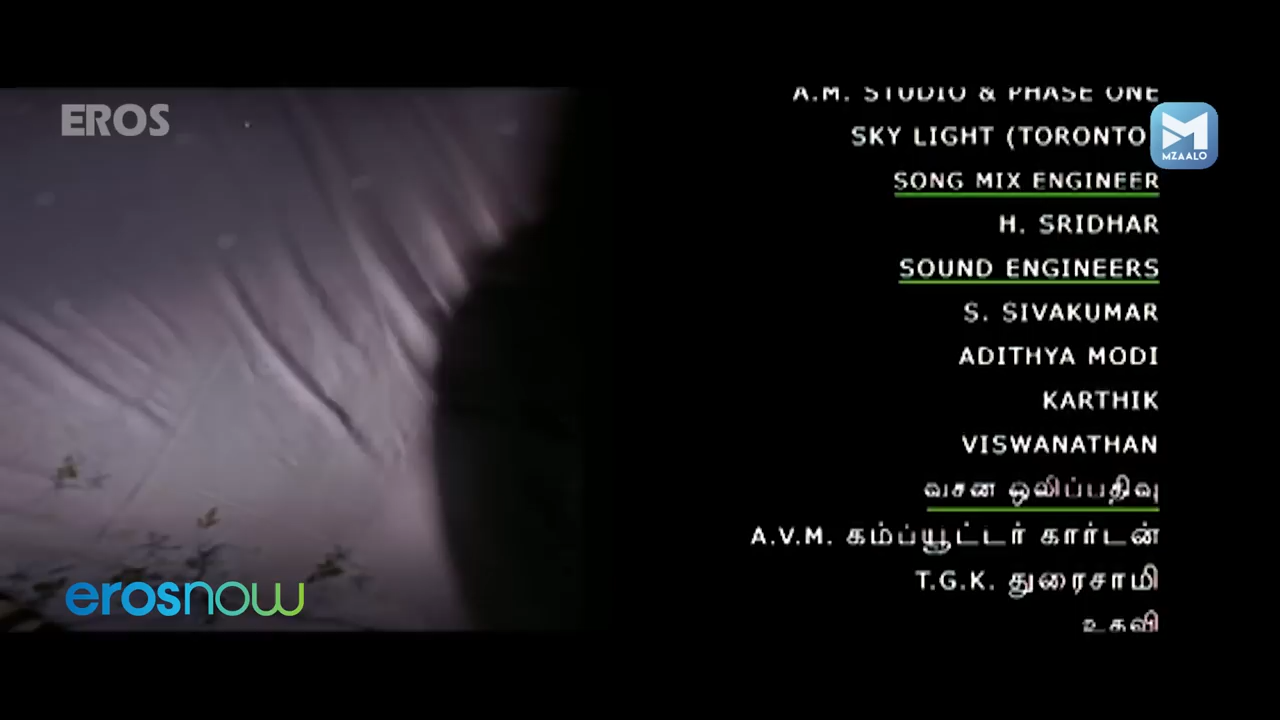 EROS
A.M. STUDIO & PHASE ONE
SKY LIGHT (TORONTO
MZAALO
SONG MIX ENGINEER
H. SRIDHAR
SOUND ENGINEERS
S. SIVAKUMAR
ADITHYA MODI
KARTHIK
VISWANATHAN
வசன ஒலிப்பதிவு
A.V.M. கம்ப்யூட்டர் கார்டன்
T.G.K. துரைசாமி
உதவி
erosnow